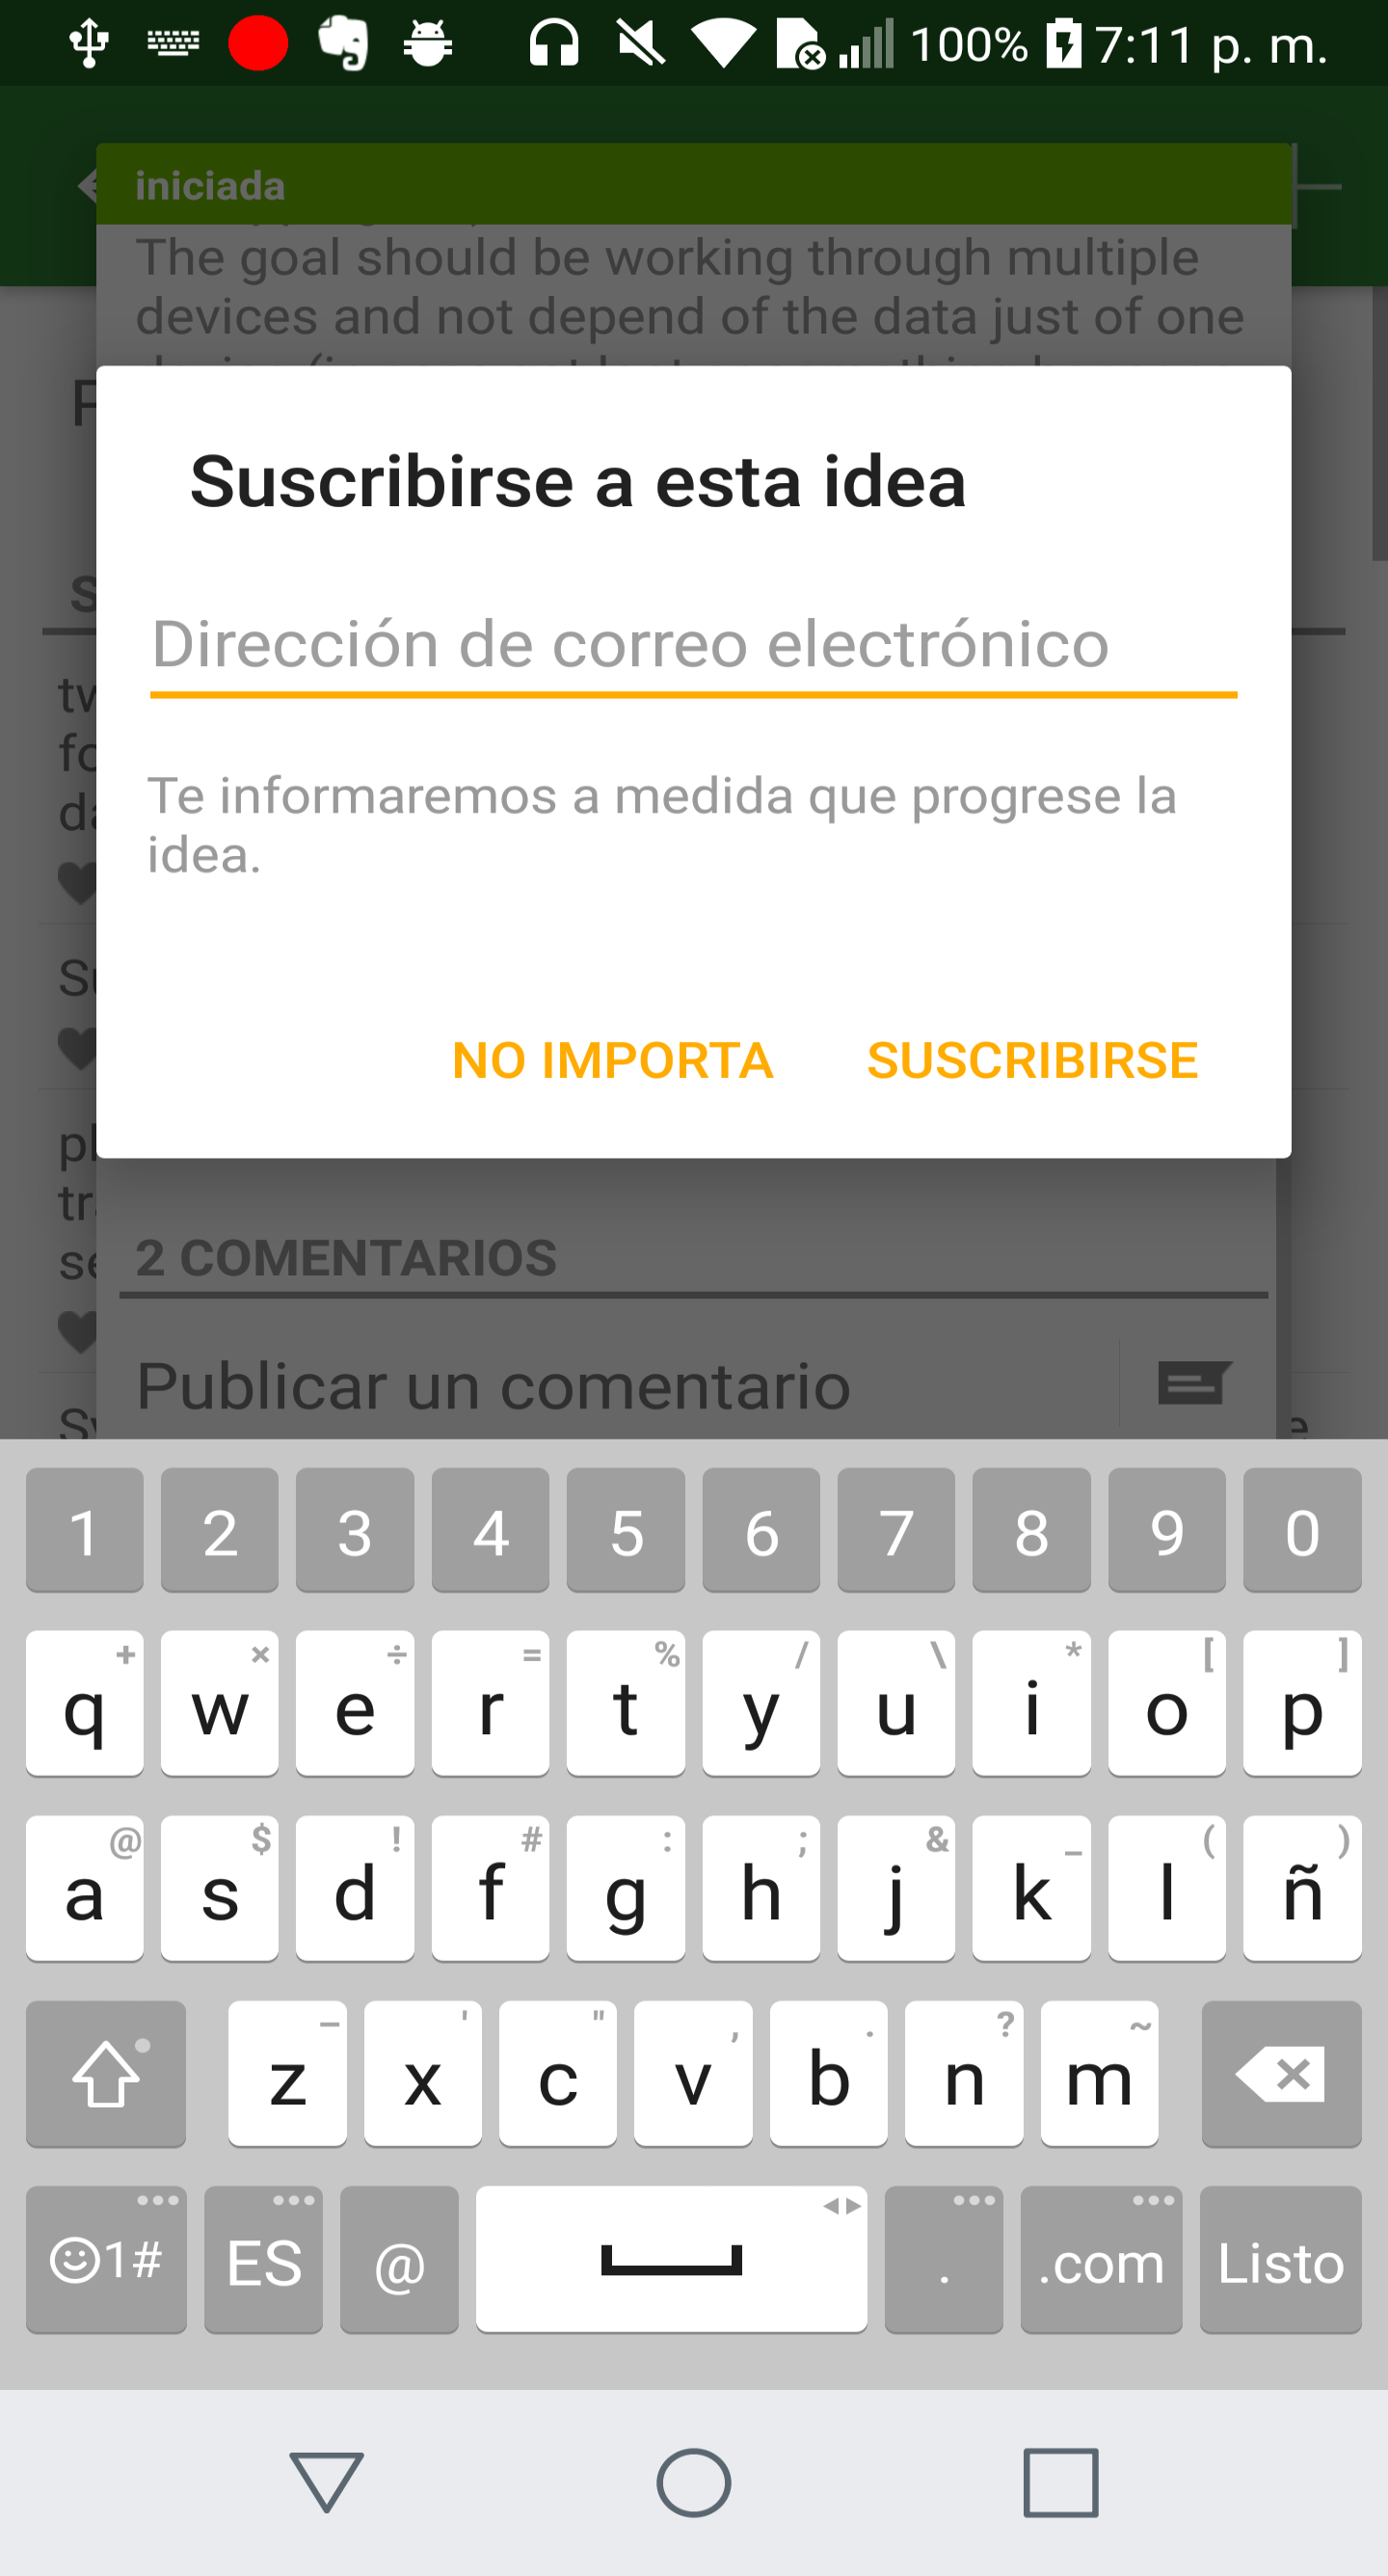 100% 7:11 p. m.
iniciada
The goal should be working through multiple
devices and not depend of the data just of one
Suscribirse a esta idea
Dirección de correo electrónico
Te informaremos a medida que progrese la
idea.
NO IMPORTA SUSCRIBIRSE
2 COMENTARIOS
Publicar un comentario
1 2 3 4 5 6 7 8 9 0
+ × ÷ = % / \ * [ ]
q w e r t y u i o p
@ $ ! # : ; & _ ( )
a s d f g h j k l ñ
– ' " , . ? ~
z x c v b n m
1# ES @ . .com Listo